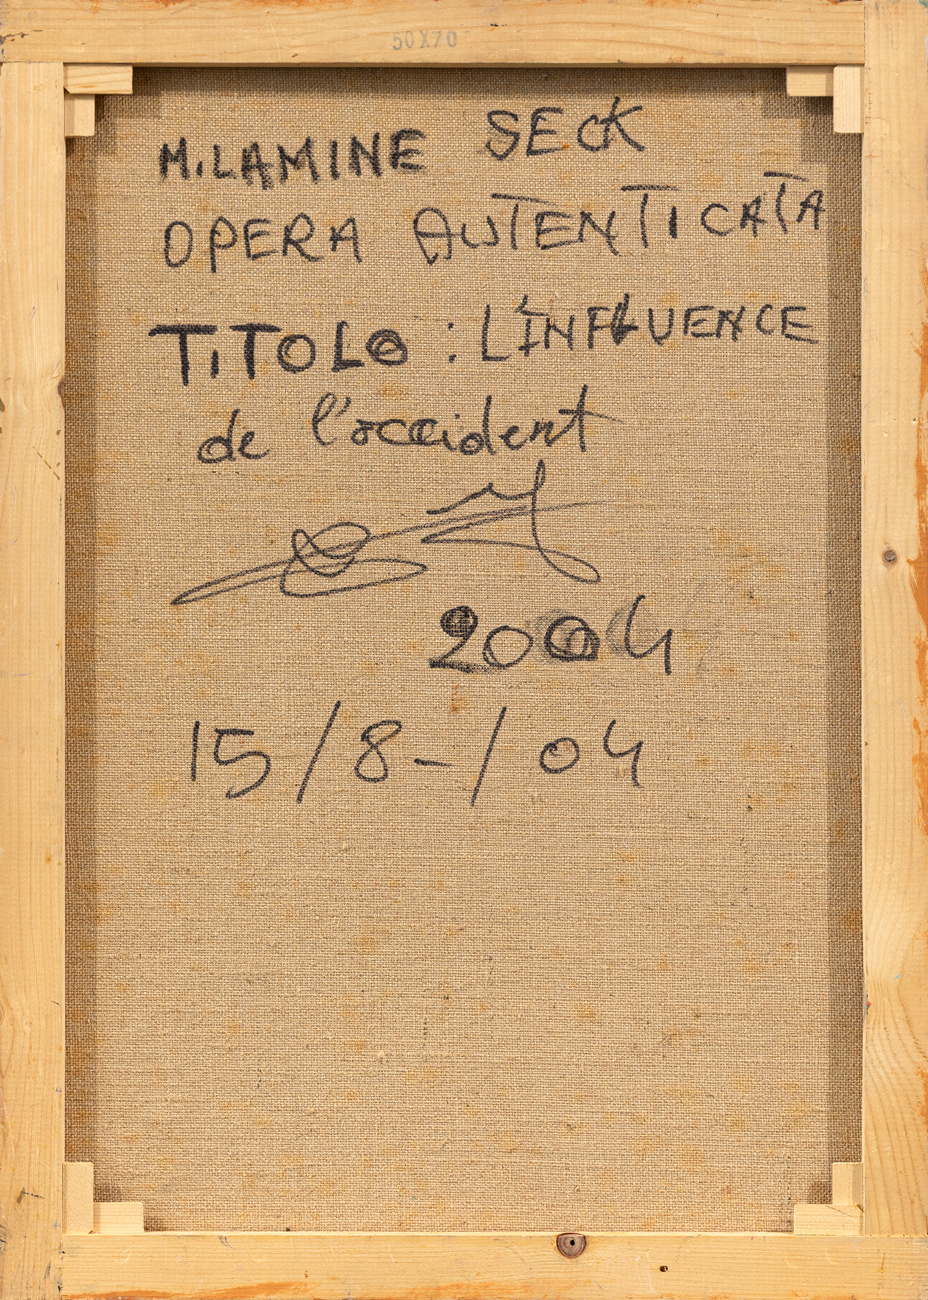 50X70
M.LAMINE SECK
OPERA AUTENTICATA
TiTOLO : L'INFLUENCE
de l'occident
2004
15/8-/04